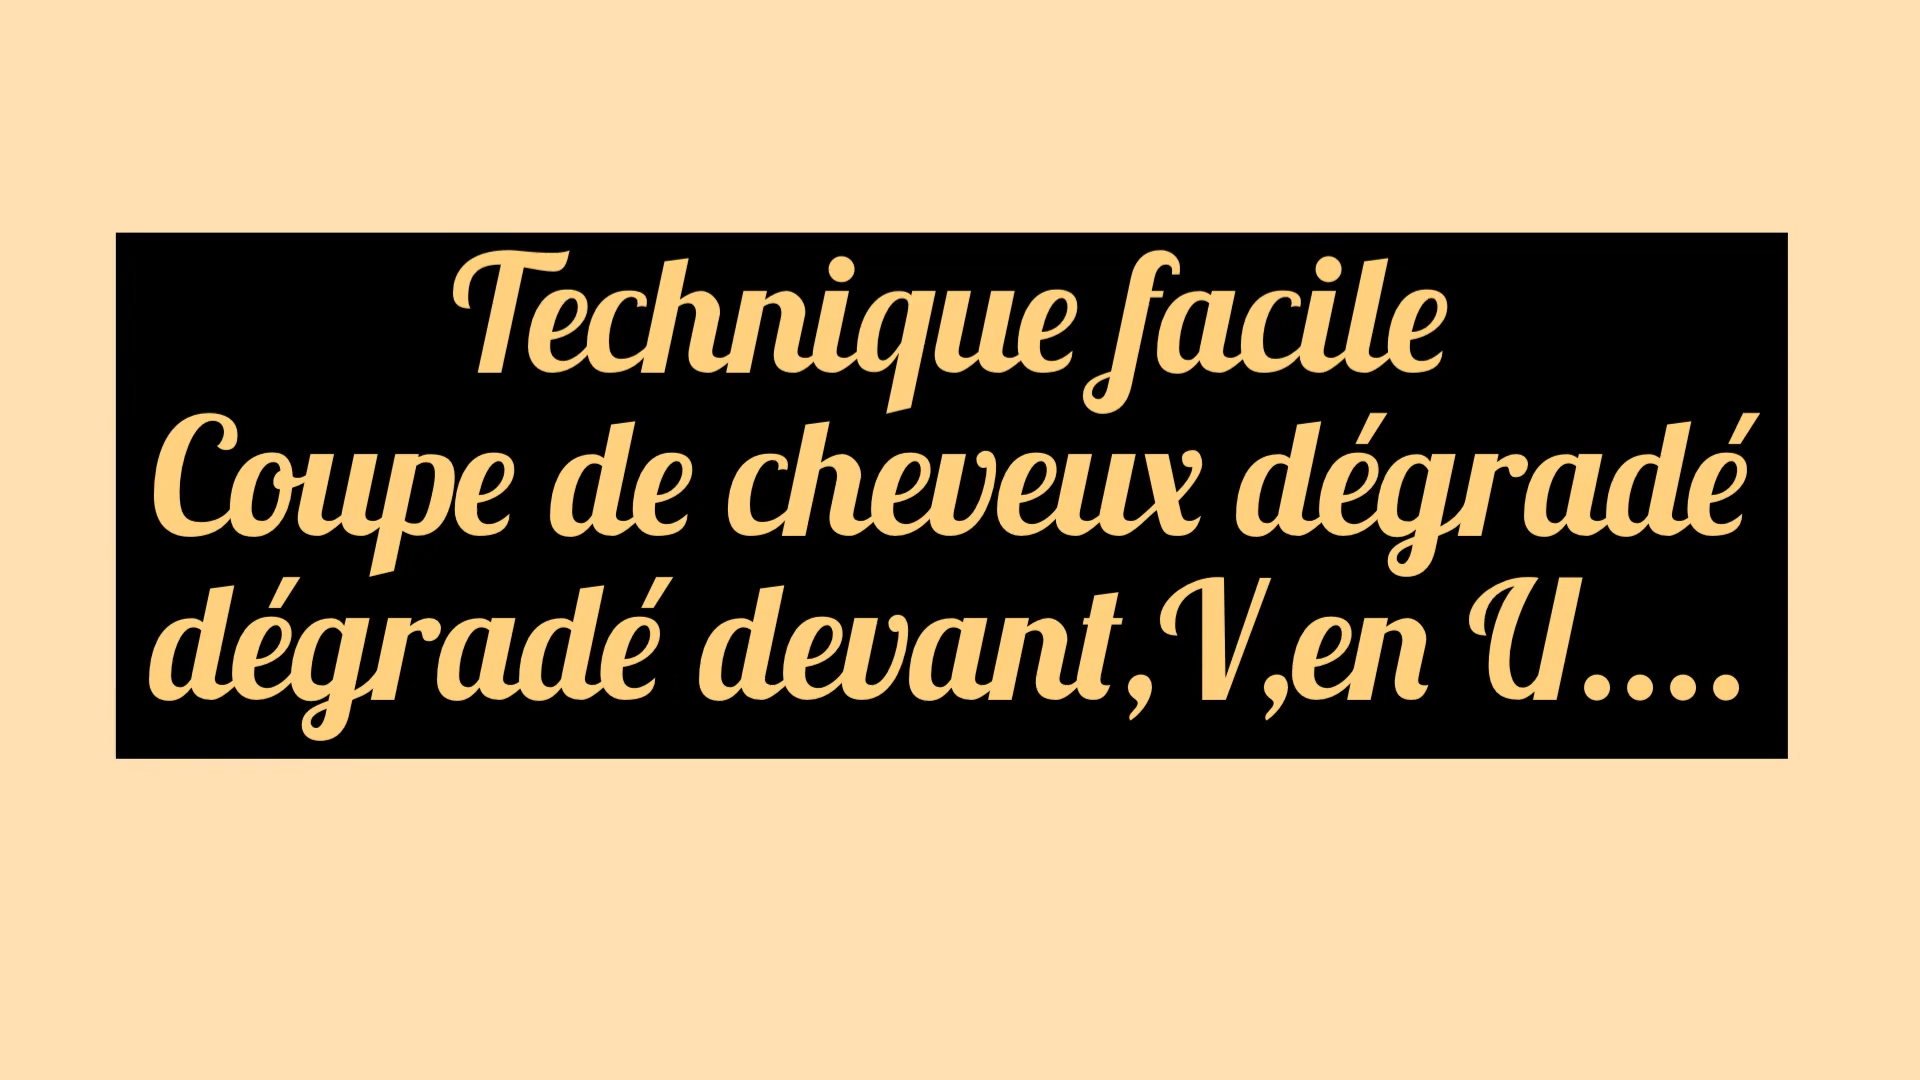 Technique facile
Coupe de cheveux dégradé
dégradé devant,V,en U....